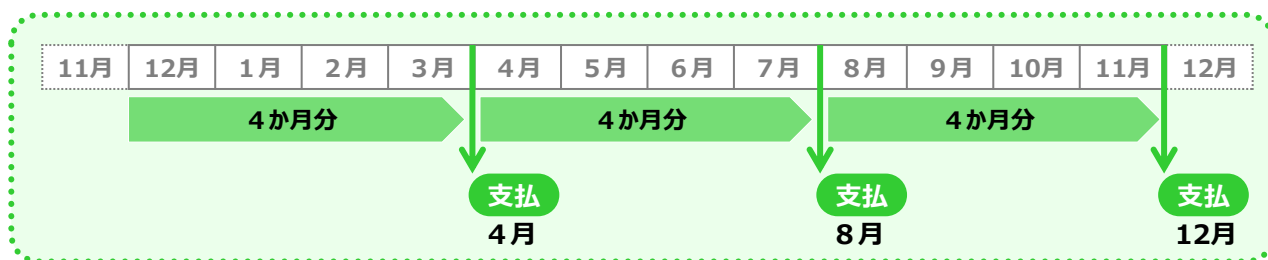 11月 12月 1月 2月 3月 4月 5月 6月 7月 8月 9月 10月 11月 12月
4か月分 4か月分 4か月分
支払 支払 支払
4月 8月 12月